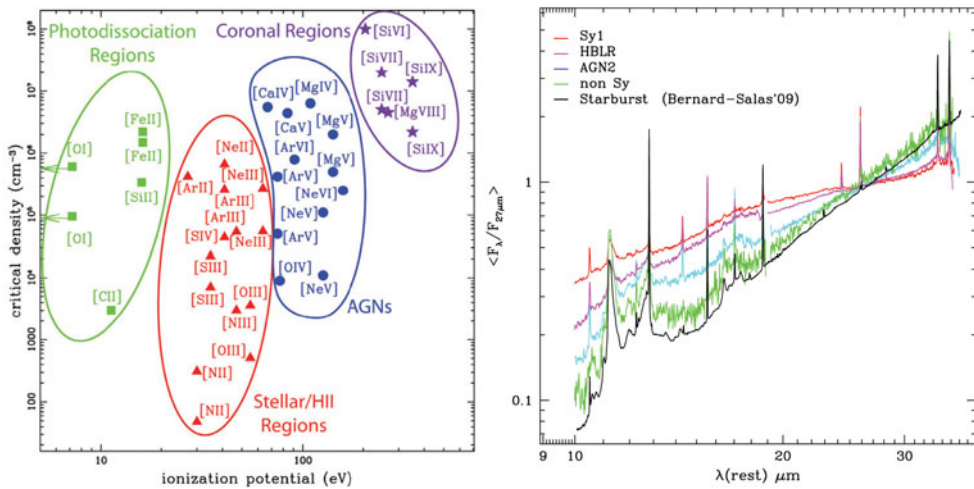 Photodissociation
Regions
Coronal Regions
[SiVI]
[SiVII]
[SiIX]
[SiVII]
[MgVIII]
[SiIX]
[CaIV]
[MgIV]
[CaV]
[MgV]
[ArVI]
[ArV]
[MgV]
[NeVI]
[NeV]
[ArV]
[OIV]
[NeV]
AGNs
[FeII]
[FeII]
[OI]
[SiII]
[OI]
[CII]
[NeII]
[NeIII]
[ArII]
[ArIII]
[ArIII]
[SIV]
[NeIII]
[SIII]
[SIII]
[OIII]
[NIII]
[OIII]
[NII]
[NII]
Stellar/HII
Regions
critical density (cm⁻³)
10⁹
10⁸
10⁷
10⁶
10⁵
10⁴
1000
100
10
100
ionization potential (eV)
Sy1
HBLR
AGN2
non Sy
Starburst (Bernard-Salas'09)
<F_λ/F_27μm>
1
0.1
9
10
20
30
λ(rest) μm